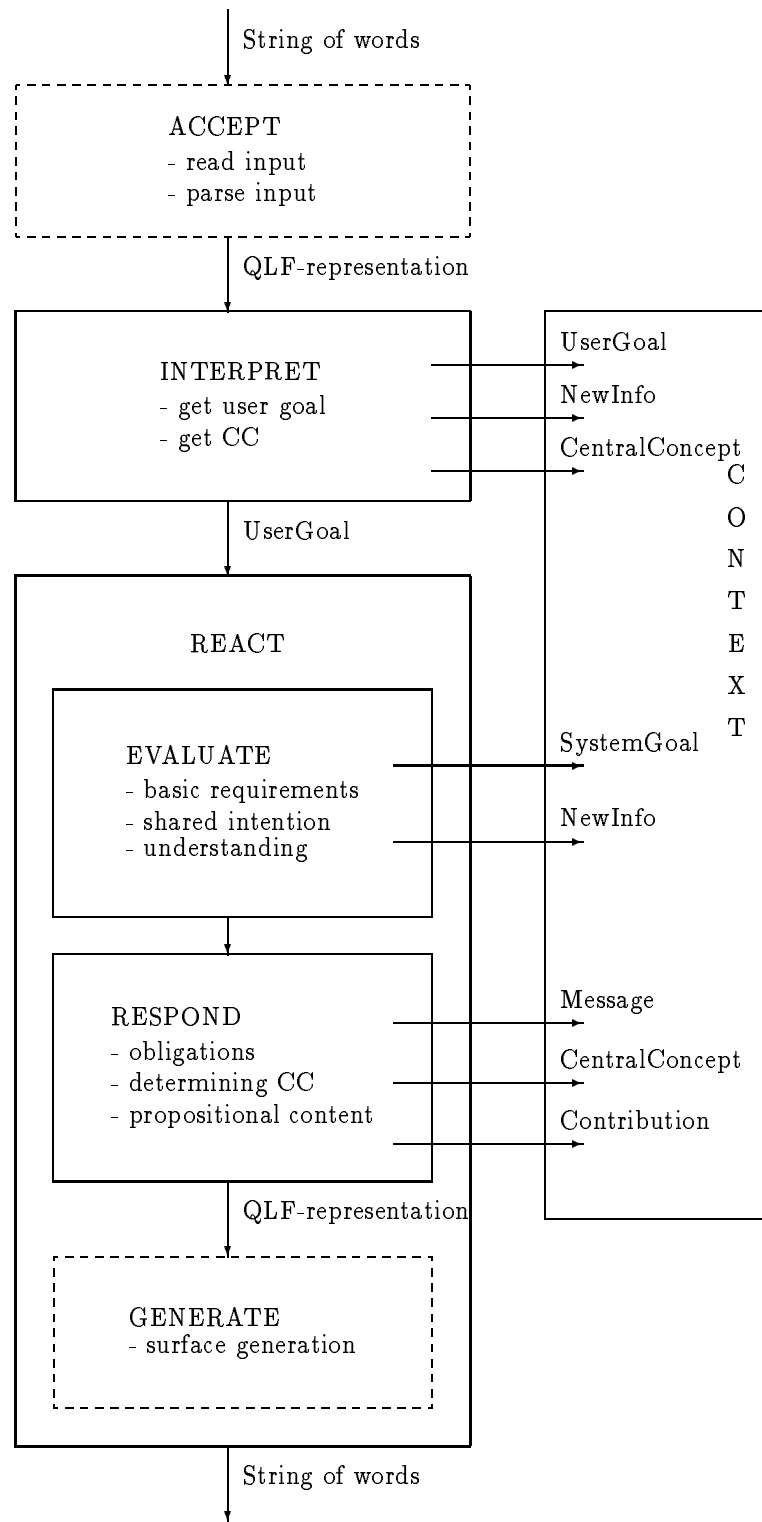 String of words
ACCEPT
- read input
- parse input
QLF-representation
INTERPRET
- get user goal
- get CC
UserGoal
NewInfo
CentralConcept
C
O
N
T
E
X
T
UserGoal
REACT
EVALUATE
- basic requirements
- shared intention
- understanding
SystemGoal
NewInfo
RESPOND
- obligations
- determining CC
- propositional content
Message
CentralConcept
Contribution
QLF-representation
GENERATE
- surface generation
String of words